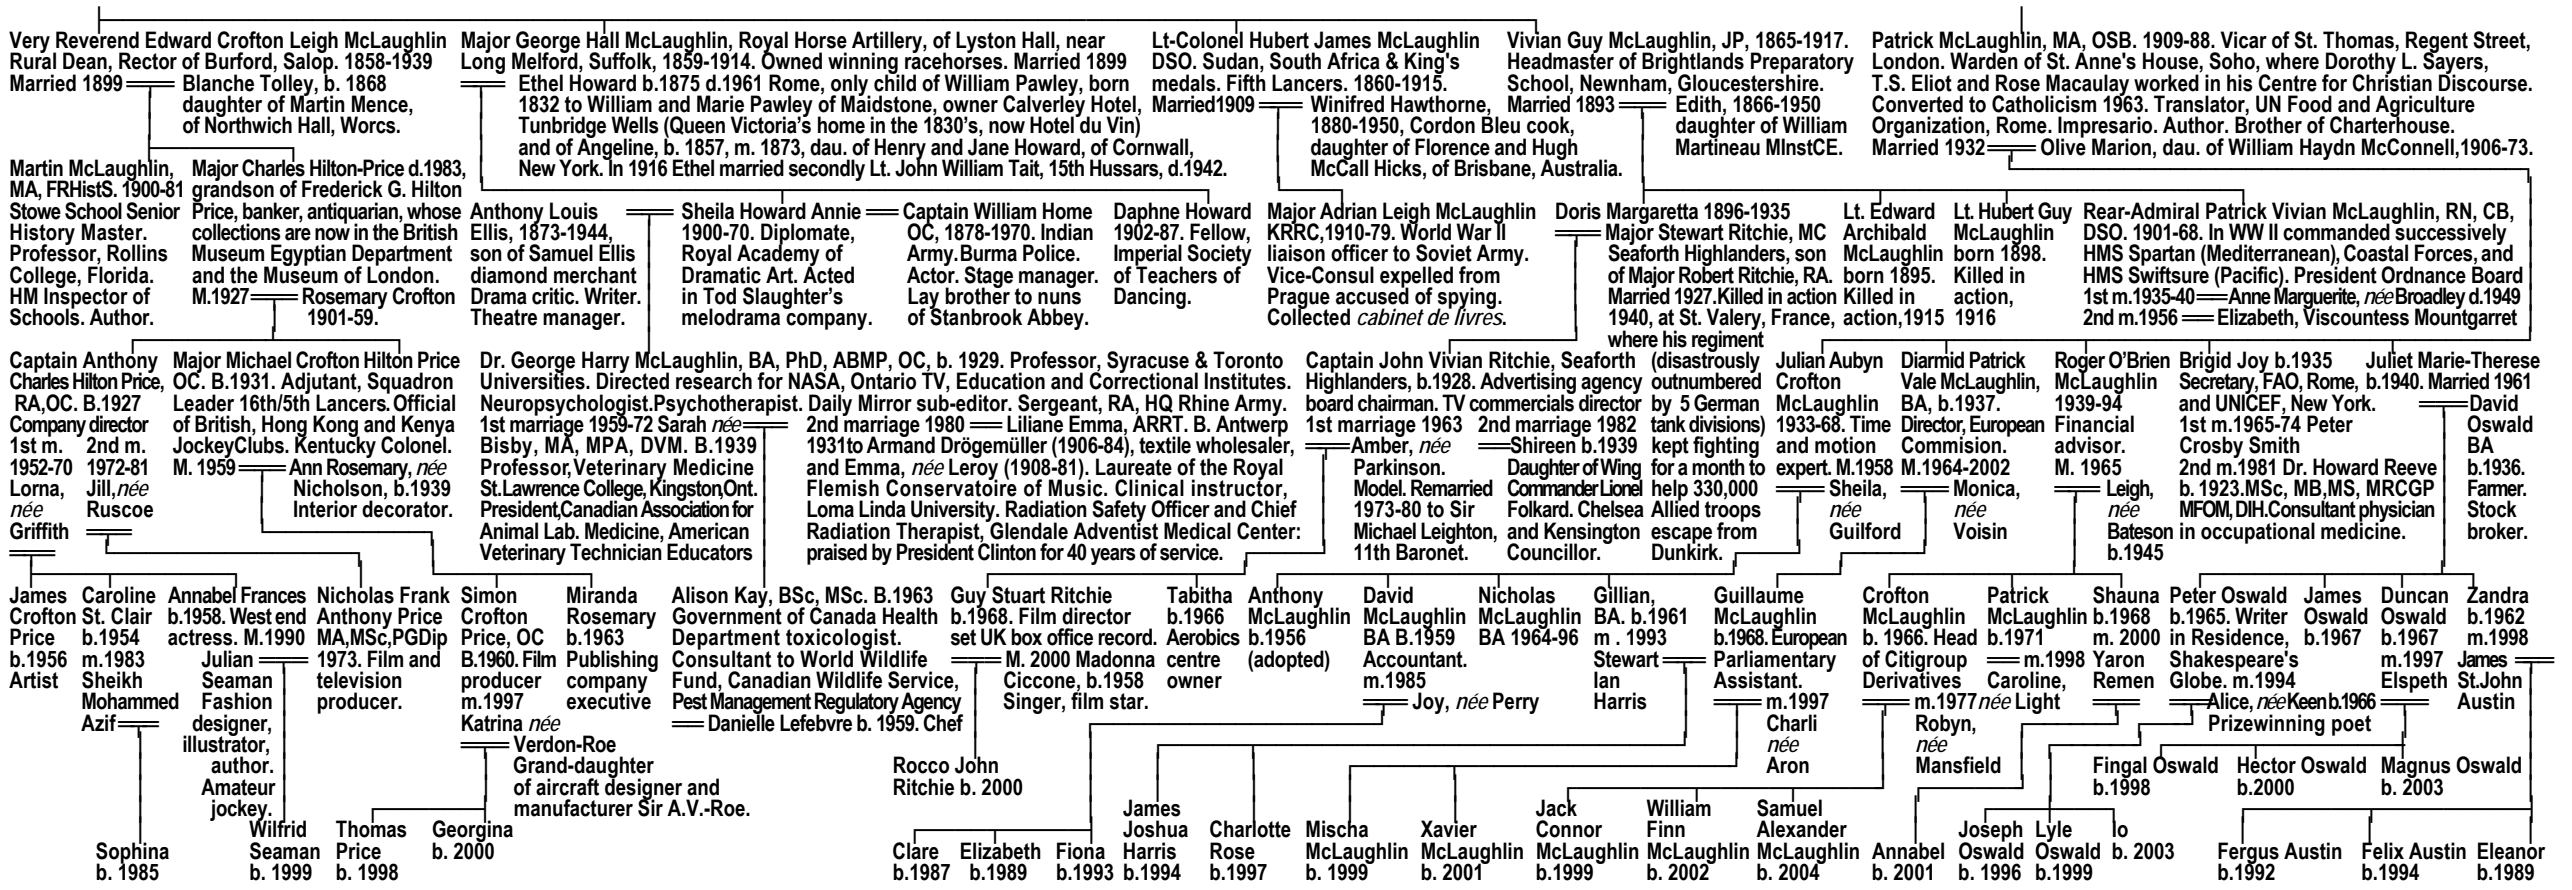 Very Reverend Edward Crofton Leigh McLaughlin
Rural Dean, Rector of Burford, Salop. 1858-1939
Married 1899
Blanche Tolley, b. 1868
daughter of Martin Mence,
of Northwich Hall, Worcs.
Major George Hall McLaughlin, Royal Horse Artillery, of Lyston Hall, near
Long Melford, Suffolk, 1859-1914. Owned winning racehorses. Married 1899
Ethel Howard b.1875 d.1961 Rome, only child of William Pawley, born
1832 to William and Marie Pawley of Maidstone, owner Calverley Hotel,
Tunbridge Wells (Queen Victoria's home in the 1830's, now Hotel du Vin)
and of Angeline, b. 1857, m. 1873, dau. of Henry and Jane Howard, of Cornwall,
New York. In 1916 Ethel married secondly Lt. John William Tait, 15th Hussars, d.1942.
Lt-Colonel Hubert James McLaughlin
DSO. Sudan, South Africa & King's
medals. Fifth Lancers. 1860-1915.
Married1909
Winifred Hawthorne,
1880-1950, Cordon Bleu cook,
daughter of Florence and Hugh
McCall Hicks, of Brisbane, Australia.
Vivian Guy McLaughlin, JP, 1865-1917.
Headmaster of Brightlands Preparatory
School, Newnham, Gloucestershire.
Married 1893
Edith, 1866-1950
daughter of William
Martineau MInstCE.
Patrick McLaughlin, MA, OSB. 1909-88. Vicar of St. Thomas, Regent Street,
London. Warden of St. Anne's House, Soho, where Dorothy L. Sayers,
T.S. Eliot and Rose Macaulay worked in his Centre for Christian Discourse.
Converted to Catholicism 1963. Translator, UN Food and Agriculture
Organization, Rome. Impresario. Author. Brother of Charterhouse.
Married 1932
Olive Marion, dau. of William Haydn McConnell,1906-73.
Martin McLaughlin,
MA, FRHistS. 1900-81
Stowe School Senior
History Master.
Professor, Rollins
College, Florida.
HM Inspector of
Schools. Author.
Major Charles Hilton-Price d.1983,
grandson of Frederick G. Hilton
Price, banker, antiquarian, whose
collections are now in the British
Museum Egyptian Department
and the Museum of London.
M.1927
Rosemary Crofton
1901-59.
Anthony Louis
Ellis, 1873-1944,
son of Samuel Ellis
diamond merchant
Drama critic. Writer.
Theatre manager.
Sheila Howard Annie
1900-70. Diplomate,
Royal Academy of
Dramatic Art. Acted
in Tod Slaughter's
melodrama company.
Captain William Home
OC, 1878-1970. Indian
Army.Burma Police.
Actor. Stage manager.
Lay brother to nuns
of Stanbrook Abbey.
Daphne Howard
1902-87. Fellow,
Imperial Society
of Teachers of
Dancing.
Major Adrian Leigh McLaughlin
KRRC,1910-79. World War II
liaison officer to Soviet Army.
Vice-Consul expelled from
Prague accused of spying.
Collected cabinet de livres.
Doris Margaretta 1896-1935
Major Stewart Ritchie, MC
Seaforth Highlanders, son
of Major Robert Ritchie, RA.
Married 1927.Killed in action
1940, at St. Valery, France,
where his regiment
(disastrously
outnumbered
by 5 German
tank divisions)
kept fighting
for a month to
help 330,000
Allied troops
escape from
Dunkirk.
Lt. Edward
Archibald
McLaughlin
born 1895.
Killed in
action,1915
Lt. Hubert Guy
McLaughlin
born 1898.
Killed in
action,
1916
Rear-Admiral Patrick Vivian McLaughlin, RN, CB,
DSO. 1901-68. In WW II commanded successively
HMS Spartan (Mediterranean), Coastal Forces, and
HMS Swiftsure (Pacific). President Ordnance Board
1st m.1935-40
Anne Marguerite, née Broadley d.1949
2nd m.1956
Elizabeth, Viscountess Mountgarret
Captain Anthony
Charles Hilton Price,
RA,OC. B.1927
Company director
1st m. 2nd m.
1952-70 1972-81
Lorna, Jill,née
née Ruscoe
Griffith
Major Michael Crofton Hilton Price
OC. B.1931. Adjutant, Squadron
Leader 16th/5th Lancers. Official
of British, Hong Kong and Kenya
JockeyClubs. Kentucky Colonel.
M. 1959
Ann Rosemary, née
Nicholson, b.1939
Interior decorator.
Dr. George Harry McLaughlin, BA, PhD, ABMP, OC, b. 1929. Professor, Syracuse & Toronto
Universities. Directed research for NASA, Ontario TV, Education and Correctional Institutes.
Neuropsychologist.Psychotherapist. Daily Mirror sub-editor. Sergeant, RA, HQ Rhine Army.
1st marriage 1959-72 Sarah née
Bisby, MA, MPA, DVM. B.1939
Professor,Veterinary Medicine
St.Lawrence College, Kingston,Ont.
President,Canadian Association for
Animal Lab. Medicine, American
Veterinary Technician Educators
2nd marriage 1980
Liliane Emma, ARRT. B. Antwerp
1931to Armand Drögemüller (1906-84), textile wholesaler,
and Emma, née Leroy (1908-81). Laureate of the Royal
Flemish Conservatoire of Music. Clinical instructor,
Loma Linda University. Radiation Safety Officer and Chief
Radiation Therapist, Glendale Adventist Medical Center:
praised by President Clinton for 40 years of service.
Captain John Vivian Ritchie, Seaforth
Highlanders, b.1928. Advertising agency
board chairman. TV commercials director
1st marriage 1963
Amber, née
Parkinson.
Model. Remarried
1973-80 to Sir
Michael Leighton,
11th Baronet.
2nd marriage 1982
Shireen b.1939
Daughter of Wing
Commander Lionel
Folkard. Chelsea
and Kensington
Councillor.
Julian Aubyn
Crofton
McLaughlin
1933-68. Time
and motion
expert. M.1958
Sheila,
née
Guilford
Diarmid Patrick
Vale McLaughlin,
BA, b.1937.
Director, European
Commision.
M.1964-2002
Monica,
née
Voisin
Roger O'Brien
McLaughlin
1939-94
Financial
advisor.
M. 1965
Leigh,
née
Bateson
b.1945
Brigid Joy b.1935
Secretary, FAO, Rome,
and UNICEF, New York.
1st m.1965-74 Peter
Crosby Smith
2nd m.1981 Dr. Howard Reeve
b. 1923.MSc, MB,MS, MRCGP
MFOM, DIH.Consultant physician
in occupational medicine.
Juliet Marie-Therese
b.1940. Married 1961
David
Oswald
BA
b.1936.
Farmer.
Stock
broker.
James
Crofton
Price
b.1956
Artist
Caroline
St. Clair
b.1954
m.1983
Sheikh
Mohammed
Azif
Annabel Frances
b.1958. West end
actress. M.1990
Julian
Seaman
Fashion
designer,
illustrator,
author.
Amateur
jockey.
Nicholas Frank
Anthony Price
MA,MSc,PGDip
1973. Film and
television
producer.
Simon
Crofton
Price, OC
B.1960. Film
producer
m.1997
Katrina née
Verdon-Roe
Grand-daughter
of aircraft designer and
manufacturer Sir A.V.-Roe.
Miranda
Rosemary
b.1963
Publishing
company
executive
Alison Kay, BSc, MSc. B.1963
Government of Canada Health
Department toxicologist.
Consultant to World Wildlife
Fund, Canadian Wildlife Service,
Pest Management Regulatory Agency
Danielle Lefebvre b. 1959. Chef
Guy Stuart Ritchie
b.1968. Film director
set UK box office record.
M. 2000 Madonna
Ciccone, b.1958
Singer, film star.
Tabitha
b.1966
Aerobics
centre
owner
Anthony
McLaughlin
b.1956
(adopted)
David
McLaughlin
BA B.1959
Accountant.
m.1985
Joy, née Perry
Nicholas
McLaughlin
BA 1964-96
Gillian,
BA. b.1961
m . 1993
Stewart
Ian
Harris
Guillaume
McLaughlin
b.1968. European
Parliamentary
Assistant.
m.1997
Charli
née
Aron
Crofton
McLaughlin
b. 1966. Head
of Citigroup
Derivatives
m.1977
Robyn,
née
Mansfield
Patrick
McLaughlin
b.1971
m.1998
Caroline,
née Light
Shauna
b.1968
m. 2000
Yaron
Remen
Peter Oswald
b.1965. Writer
in Residence,
Shakespeare's
Globe. m.1994
Alice, née Keen b.1966
Prizewinning poet
James
Oswald
b.1967
Duncan
Oswald
b.1967
m.1997
Elspeth
Zandra
b.1962
m.1998
James
St.John
Austin
Rocco John
Ritchie b. 2000
Fingal Oswald
b.1998
Hector Oswald
b.2000
Magnus Oswald
b. 2003
Sophina
b. 1985
Wilfrid
Seaman
b. 1999
Thomas
Price
b. 1998
Georgina
b. 2000
Clare
b.1987
Elizabeth
b.1989
Fiona
b.1993
James
Joshua
Harris
b.1994
Charlotte
Rose
b.1997
Mischa
McLaughlin
b. 1999
Xavier
McLaughlin
b. 2001
Jack
Connor
McLaughlin
b.1999
William
Finn
McLaughlin
b. 2002
Samuel
Alexander
McLaughlin
b. 2004
Annabel
b. 2001
Joseph
Oswald
b. 1996
Lyle
Oswald
b.1999
Io
b. 2003
Fergus Austin
b.1992
Felix Austin
b.1994
Eleanor
b.1989